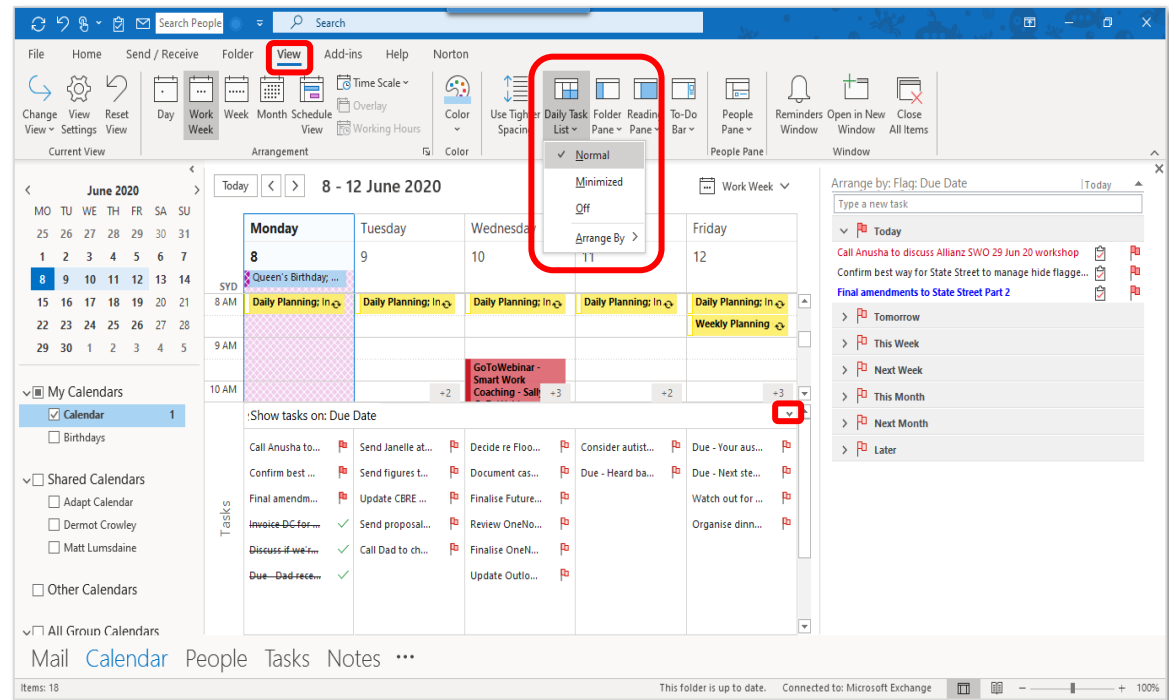 Search People
Search
File Home Send / Receive Folder View Add-ins Help Norton
Change View View Settings Reset View
Day Work Week Week Month Schedule View
Time Scale
Overlay
Working Hours
Color
Use Tighter Spacing
Daily Task List Folder Pane Reading Pane To-Do Bar
People Pane
Reminders Window Open in New Window Close All Items
Current View Arrangement Color People Pane Window
Normal
Minimized
Off
Arrange By
June 2020
MO TU WE TH FR SA SU
25 26 27 28 29 30 31
1 2 3 4 5 6 7
8 9 10 11 12 13 14
15 16 17 18 19 20 21
22 23 24 25 26 27 28
29 30 1 2 3 4 5
My Calendars
Calendar 1
Birthdays
Shared Calendars
Adapt Calendar
Dermot Crowley
Matt Lumsdaine
Other Calendars
All Group Calendars
Today 8 - 12 June 2020 Work Week
Monday Tuesday Wednesday Friday
8 9 10 11 12
Queen's Birthday; ...
SYD
8 AM Daily Planning; In Daily Planning; In Daily Planning; In Daily Planning; In Daily Planning; In
Weekly Planning
9 AM
GoToWebinar -
Smart Work
10 AM Coaching - Sall
+2 +3 +2 +3
Show tasks on: Due Date
Tasks
Call Anusha to... Send Janelle at... Decide re Floo... Consider autist... Due - Your aus...
Confirm best ... Send figures t... Document cas... Due - Heard ba... Due - Next ste...
Final amendm... Update CBRE ... Finalise Future... Watch out for ...
Invoice DC for ... Send proposal... Review OneNo... Organise dinn...
Discuss if we'r... Call Dad to ch... Finalise OneN...
Due Dad rece... Update Outlo...
Arrange by: Flag: Due Date Today
Type a new task
Today
Call Anusha to discuss Allianz SWO 29 Jun 20 workshop
Confirm best way for State Street to manage hide flagge...
Final amendments to State Street Part 2
Tomorrow
This Week
Next Week
This Month
Next Month
Later
Mail Calendar People Tasks Notes ...
Items: 18 This folder is up to date. Connected to: Microsoft Exchange 100%